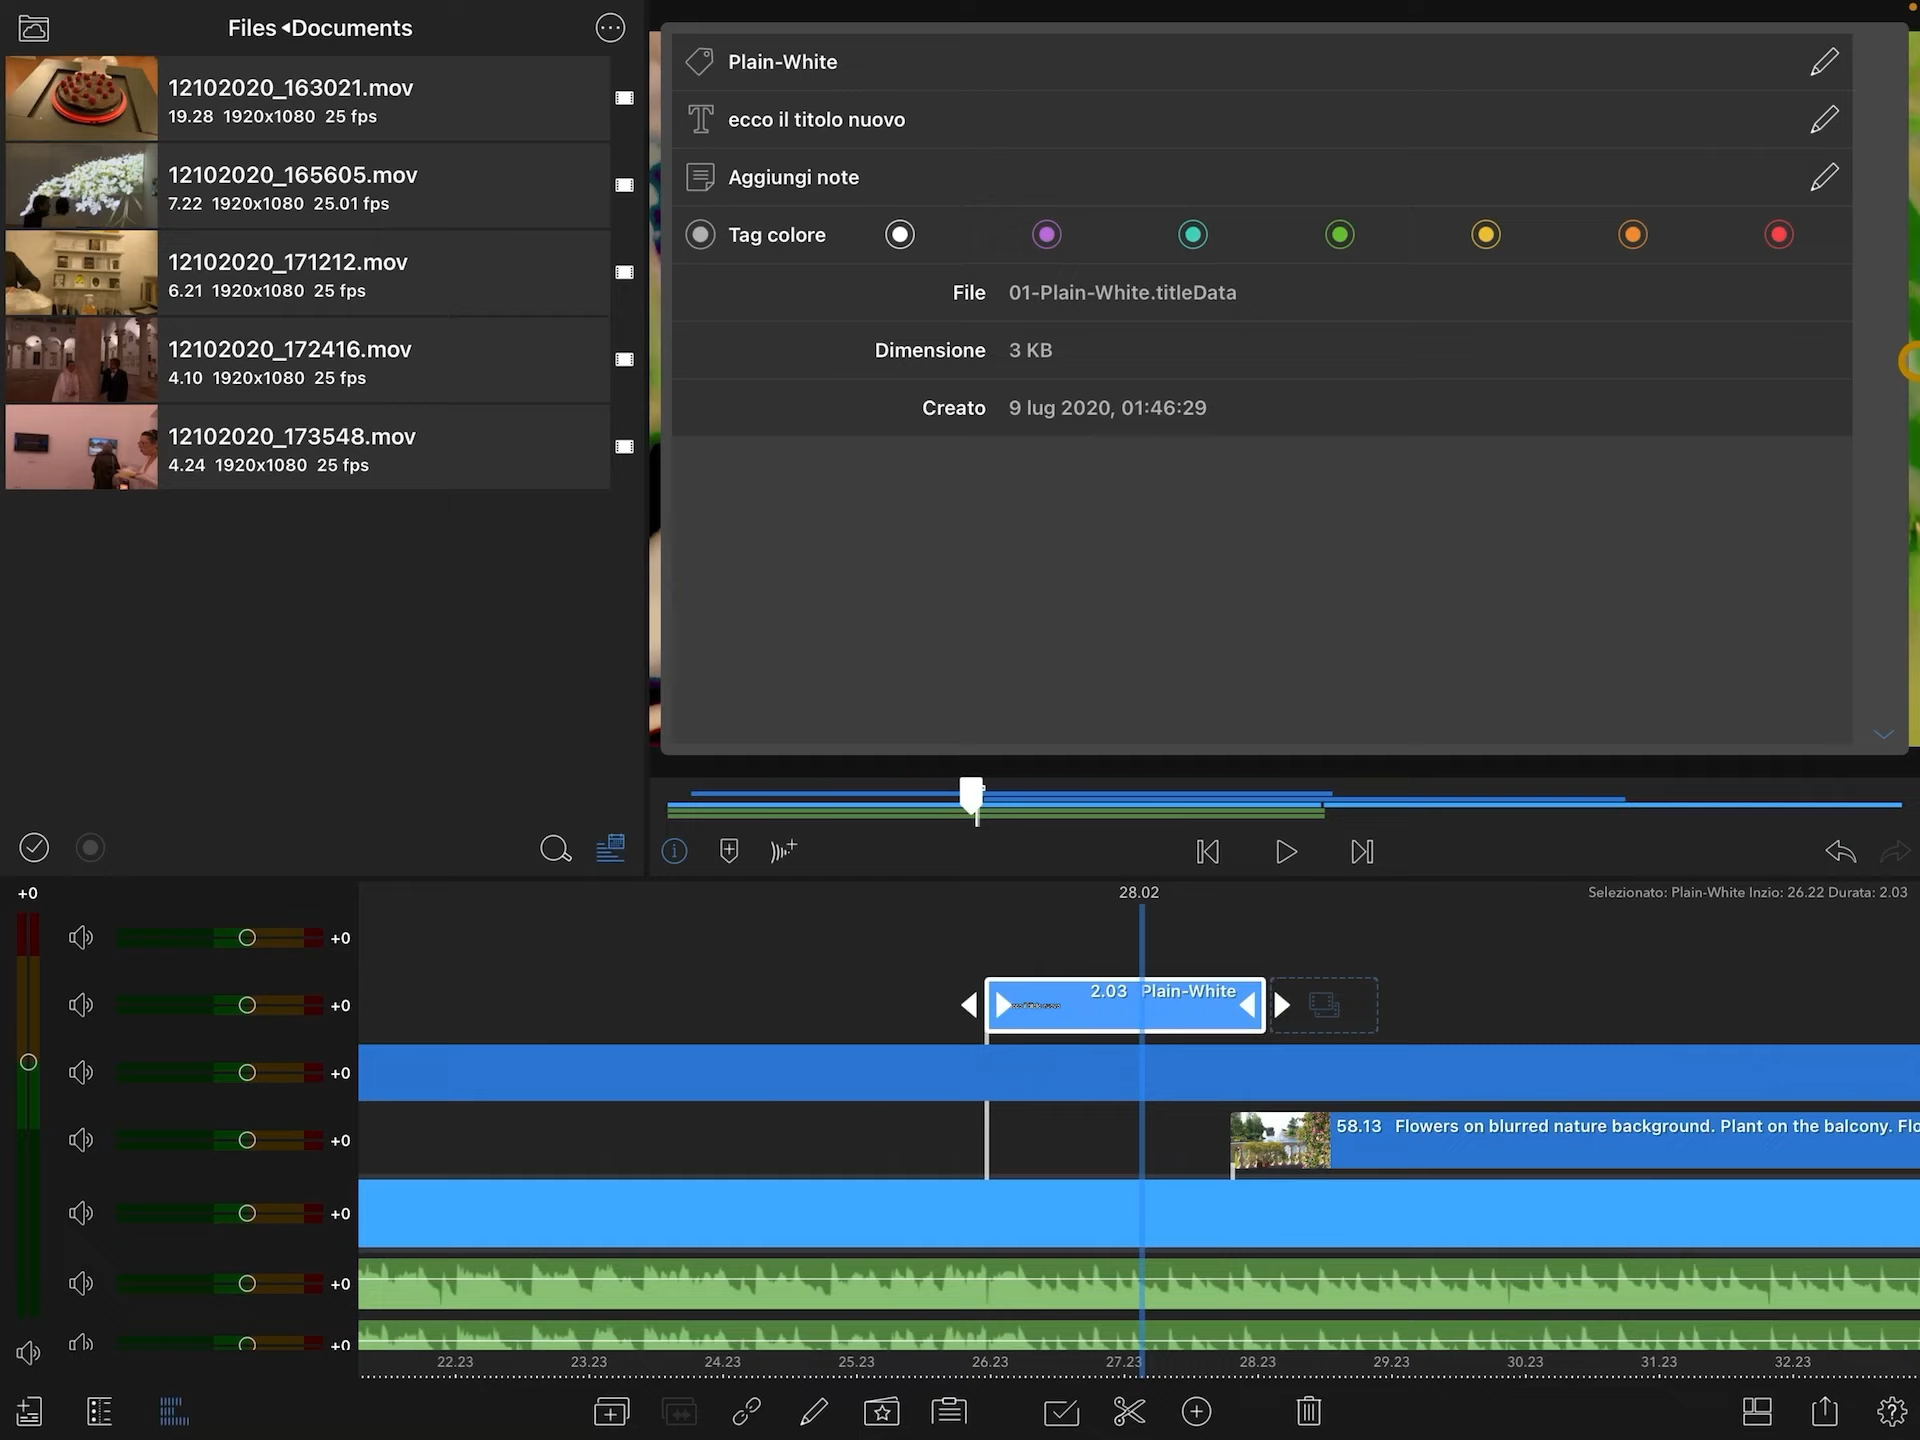 Files ◂Documents
12102020_163021.mov
19.28 1920x1080 25 fps
12102020_165605.mov
7.22 1920x1080 25.01 fps
12102020_171212.mov
6.21 1920x1080 25 fps
12102020_172416.mov
4.10 1920x1080 25 fps
12102020_173548.mov
4.24 1920x1080 25 fps
Plain-White
ecco il titolo nuovo
Aggiungi note
Tag colore
File 01-Plain-White.titleData
Dimensione 3 KB
Creato 9 lug 2020, 01:46:29
+0
28.02
Selezionato: Plain-White Inzio: 26.22 Durata: 2.03
+0
+0
2.03 Plain-White
+0
+0
58.13 Flowers on blurred nature background. Plant on the balcony. Flo
+0
+0
+0
22.23 23.23 24.23 25.23 26.23 27.23 28.23 29.23 30.23 31.23 32.23